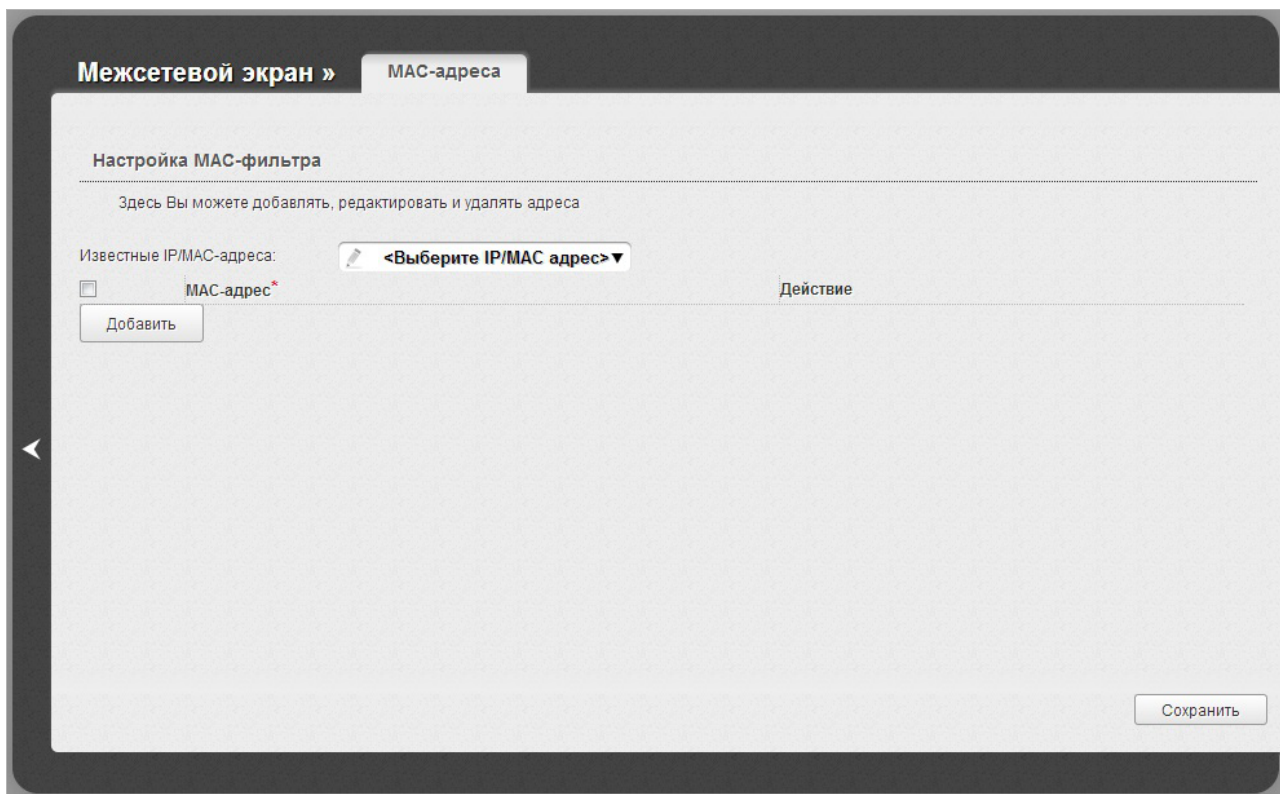 Межсетевой экран » MAC-адреса
Настройка MAC-фильтра
Здесь Вы можете добавлять, редактировать и удалять адреса
Известные IP/MAC-адреса: <Выберите IP/MAC адрес>▼
MAC-адрес* Действие
Добавить
Сохранить